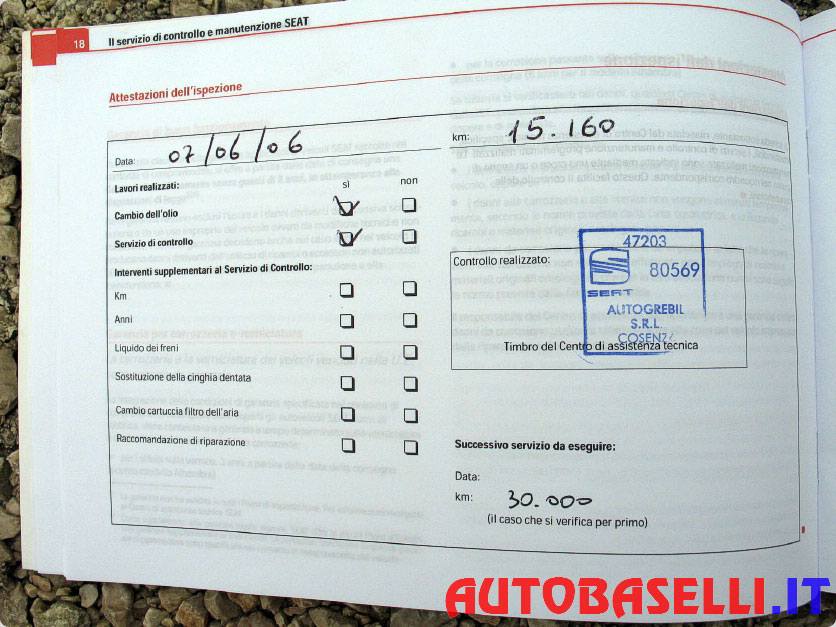 18
Il servizio di controllo e manutenzione SEAT
Attestazioni dell'ispezione
Data: 07/06/06
km: 15.160
Lavori realizzati:
sì non
Cambio dell'olio
Servizio di controllo
Interventi supplementari al Servizio di Controllo:
Km
Anni
Liquido dei freni
Sostituzione della cinghia dentata
Cambio cartuccia filtro dell'aria
Raccomandazione di riparazione
Controllo realizzato:
47203
80569
SEAT
AUTOGREBIL
S.R.L.
COSENZA
Timbro del Centro di assistenza tecnica
Successivo servizio da eseguire:
Data:
km: 30.000
(il caso che si verifica per primo)
AUTOBASELLI.IT